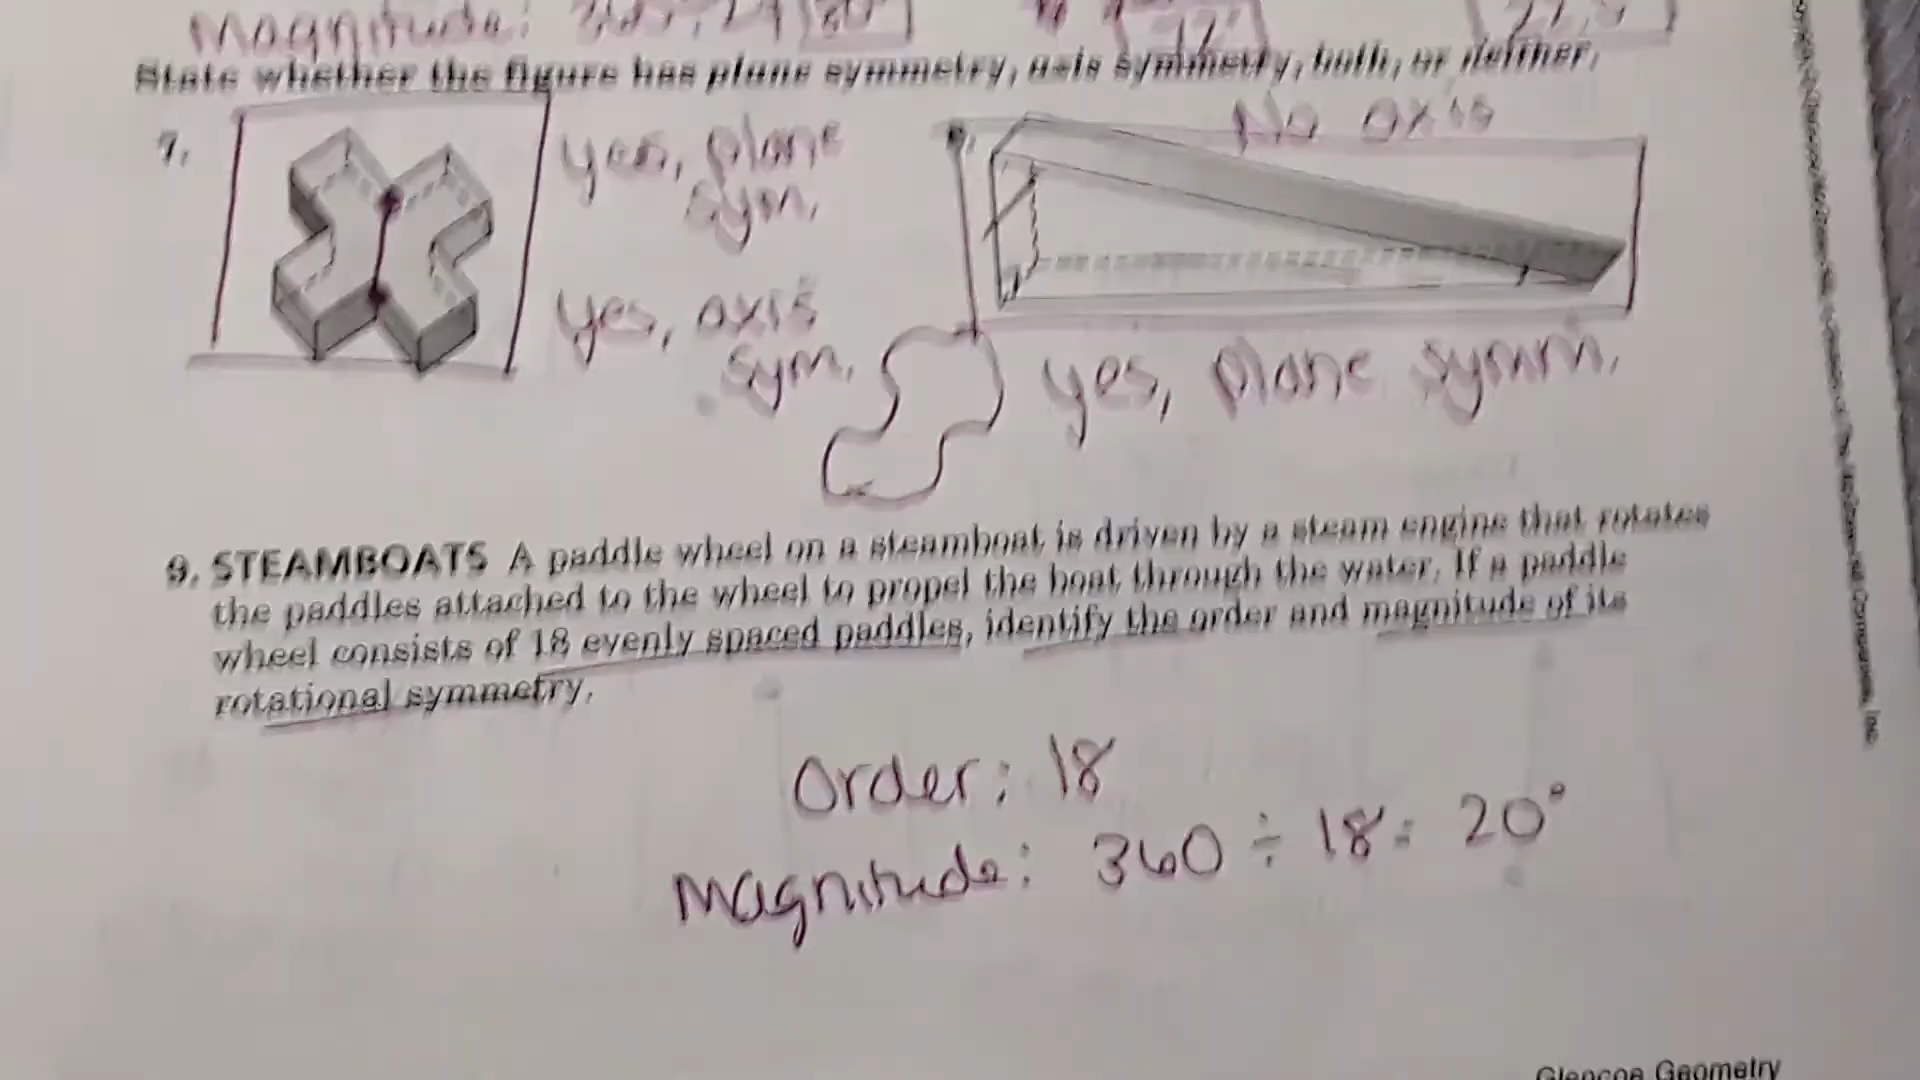 Magnitude:
12
State whether the figure has plane symmetry, axis symmetry, both, or neither.
7.
yes, plane
sym.
yes, axis
sym.
No axis
yes, plane symm.
9. STEAMBOATS A paddle wheel on a steamboat is driven by a steam engine that rotates
the paddles attached to the wheel to propel the boat through the water. If a paddle
wheel consists of 18 evenly spaced paddles, identify the order and magnitude of its
rotational symmetry.
Order: 18
Magnitude: 360 ÷ 18 = 20°
Glencoe Geometry